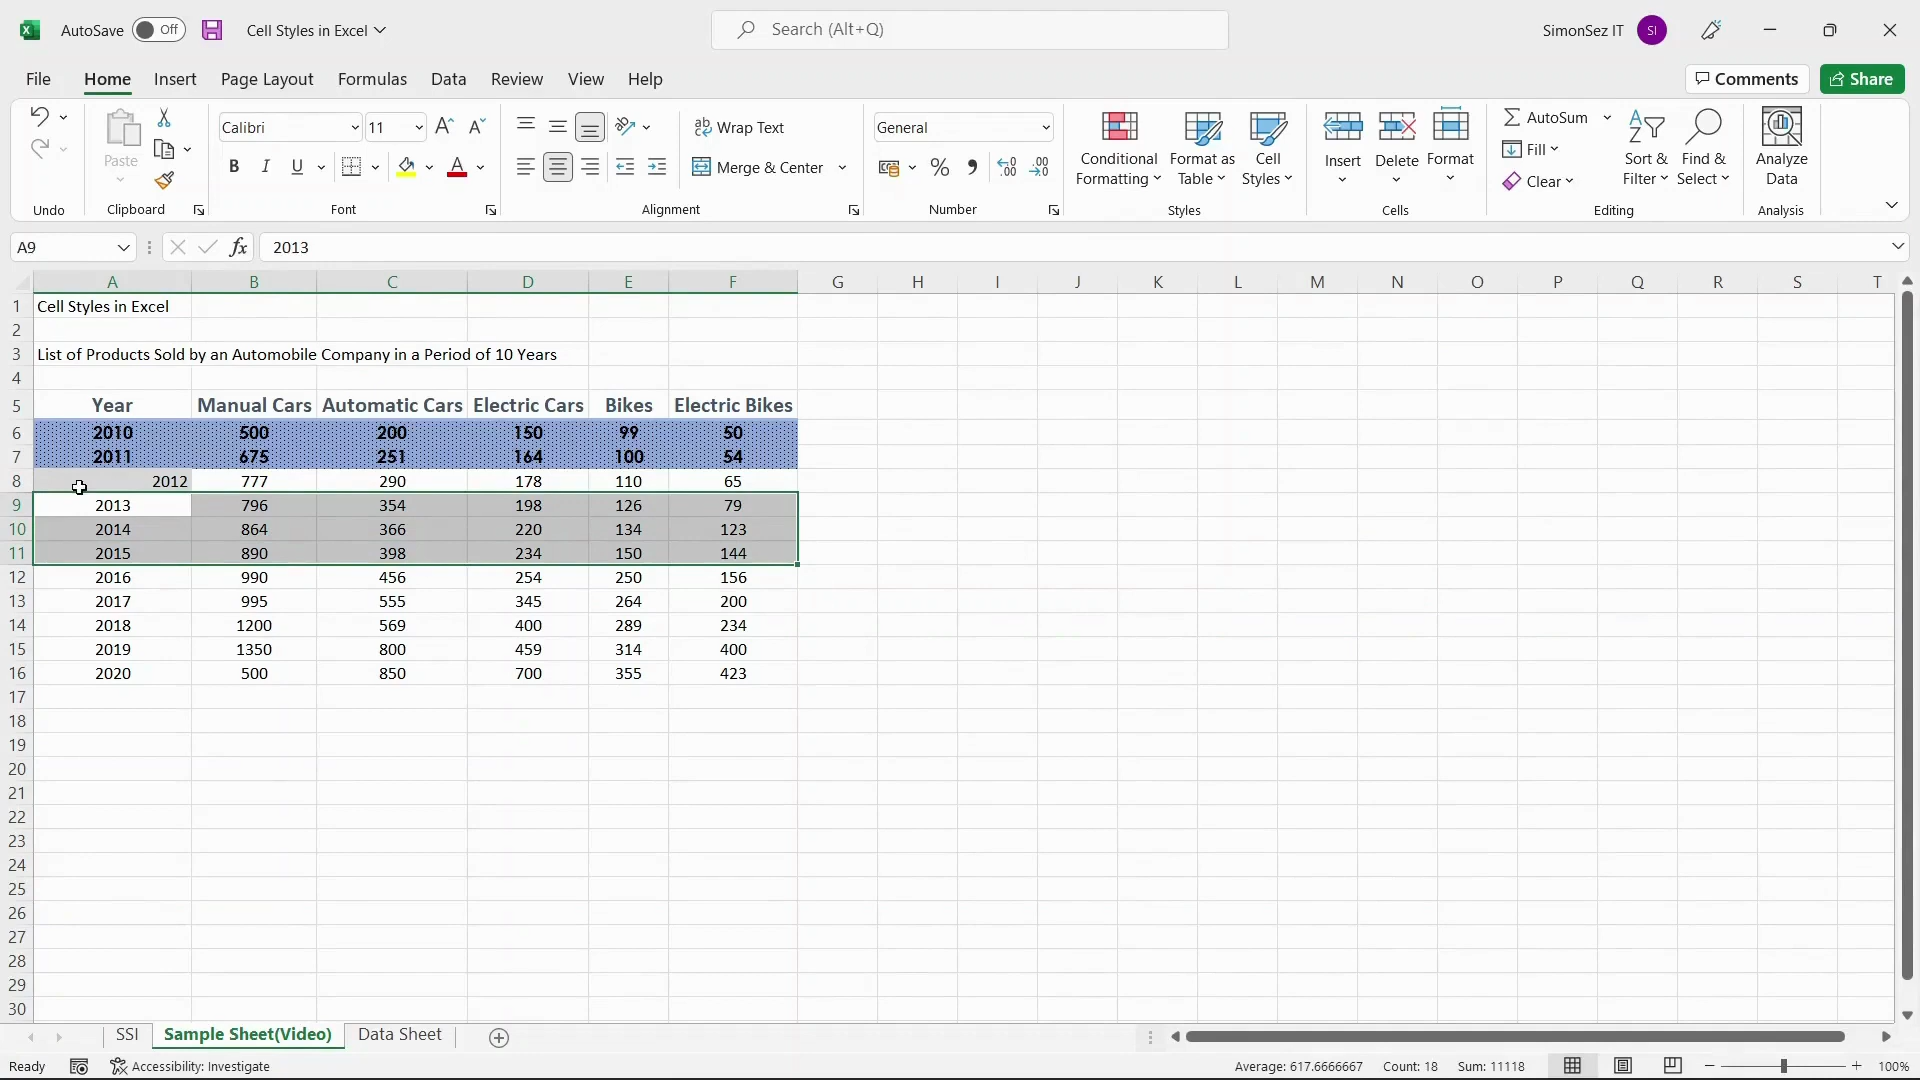 AutoSave Off Cell Styles in Excel Search (Alt+Q) SimonSez IT SI
File Home Insert Page Layout Formulas Data Review View Help Comments Share
Paste Calibri 11 B I U A Wrap Text Merge & Center General % Conditional Formatting Format as Table Cell Styles Insert Delete Format AutoSum Fill Clear Sort & Filter Find & Select Analyze Data
Undo Clipboard Font Alignment Number Styles Cells Editing Analysis
A9 fx 2013
A B C D E F G H I J K L M N O P Q R S T
1 Cell Styles in Excel
2
3 List of Products Sold by an Automobile Company in a Period of 10 Years
4
5 Year Manual Cars Automatic Cars Electric Cars Bikes Electric Bikes
6 2010 500 200 150 99 50
7 2011 675 251 164 100 54
8 2012 777 290 178 110 65
9 2013 796 354 198 126 79
10 2014 864 366 220 134 123
11 2015 890 398 234 150 144
12 2016 990 456 254 250 156
13 2017 995 555 345 264 200
14 2018 1200 569 400 289 234
15 2019 1350 800 459 314 400
16 2020 500 850 700 355 423
17
18
19
20
21
22
23
24
25
26
27
28
29
30
SSI Sample Sheet(Video) Data Sheet
Ready Accessibility: Investigate Average: 617.6666667 Count: 18 Sum: 11118 100%